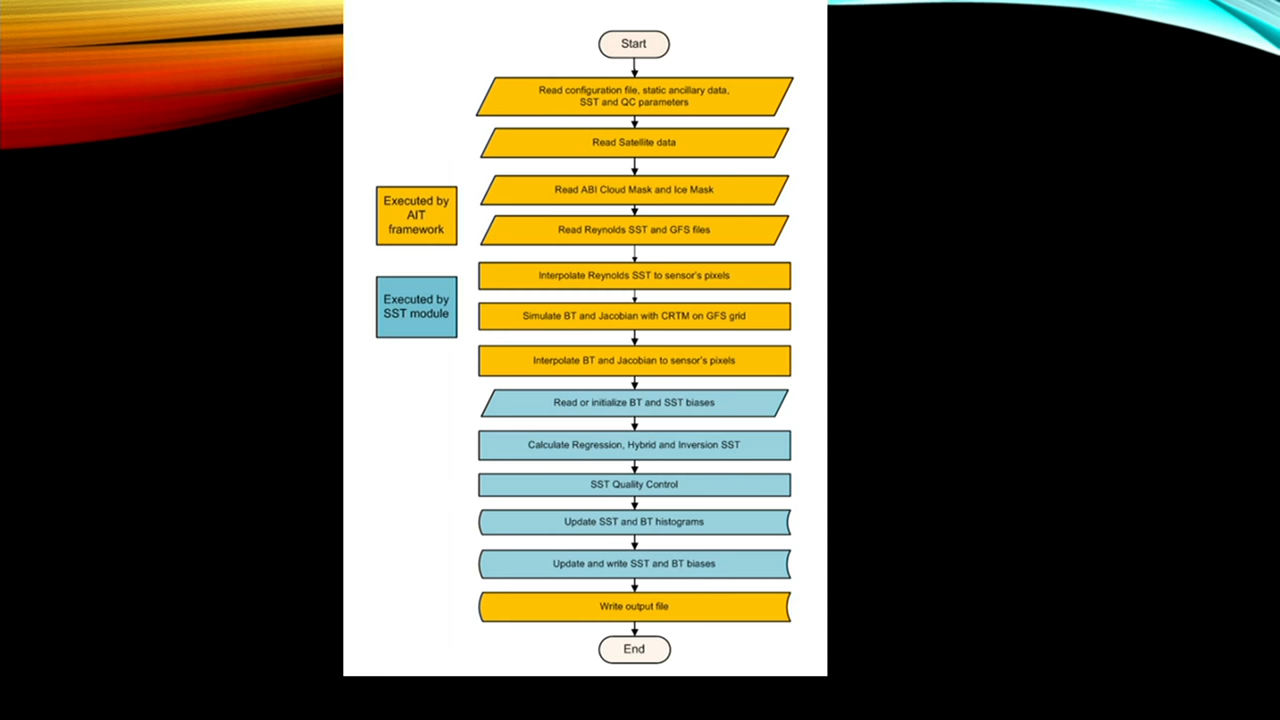 Start
Read configuration file, static ancillary data,
SST and QC parameters
Read Satellite data
Read ABI Cloud Mask and Ice Mask
Executed by
AIT
framework
Read Reynolds SST and GFS files
Interpolate Reynolds SST to sensor's pixels
Executed by
SST module
Simulate BT and Jacobian with CRTM on GFS grid
Interpolate BT and Jacobian to sensor's pixels
Read or initialize BT and SST biases
Calculate Regression, Hybrid and Inversion SST
SST Quality Control
Update SST and BT histograms
Update and write SST and BT biases
Write output file
End